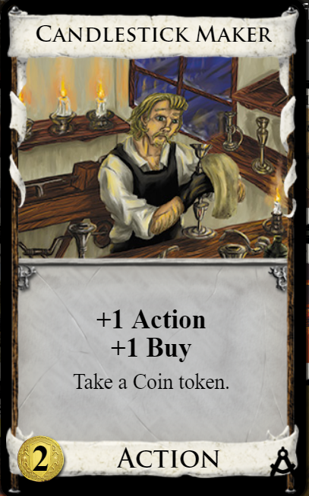 CANDLESTICK MAKER
+1 Action
+1 Buy
Take a Coin token.
2 ACTION